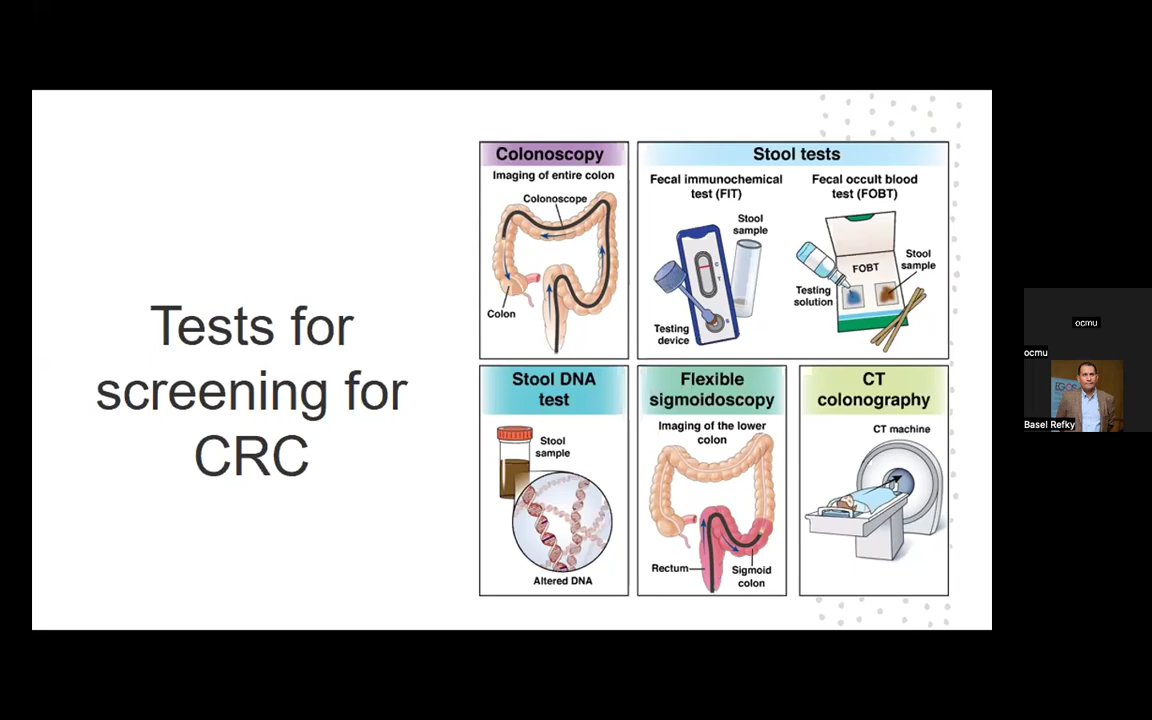 Tests for
screening for
CRC
Colonoscopy
Imaging of entire colon
Colonoscope
Colon
Stool tests
Fecal immunochemical
test (FIT)
Stool
sample
C
T
Testing
device
Fecal occult blood
test (FOBT)
FOBT
Stool
sample
Testing
solution
Stool DNA
test
Stool
sample
Altered DNA
Flexible
sigmoidoscopy
Imaging of the lower
colon
Rectum
Sigmoid
colon
CT
colonography
CT machine
ocmu
ocmu
Basel Refky